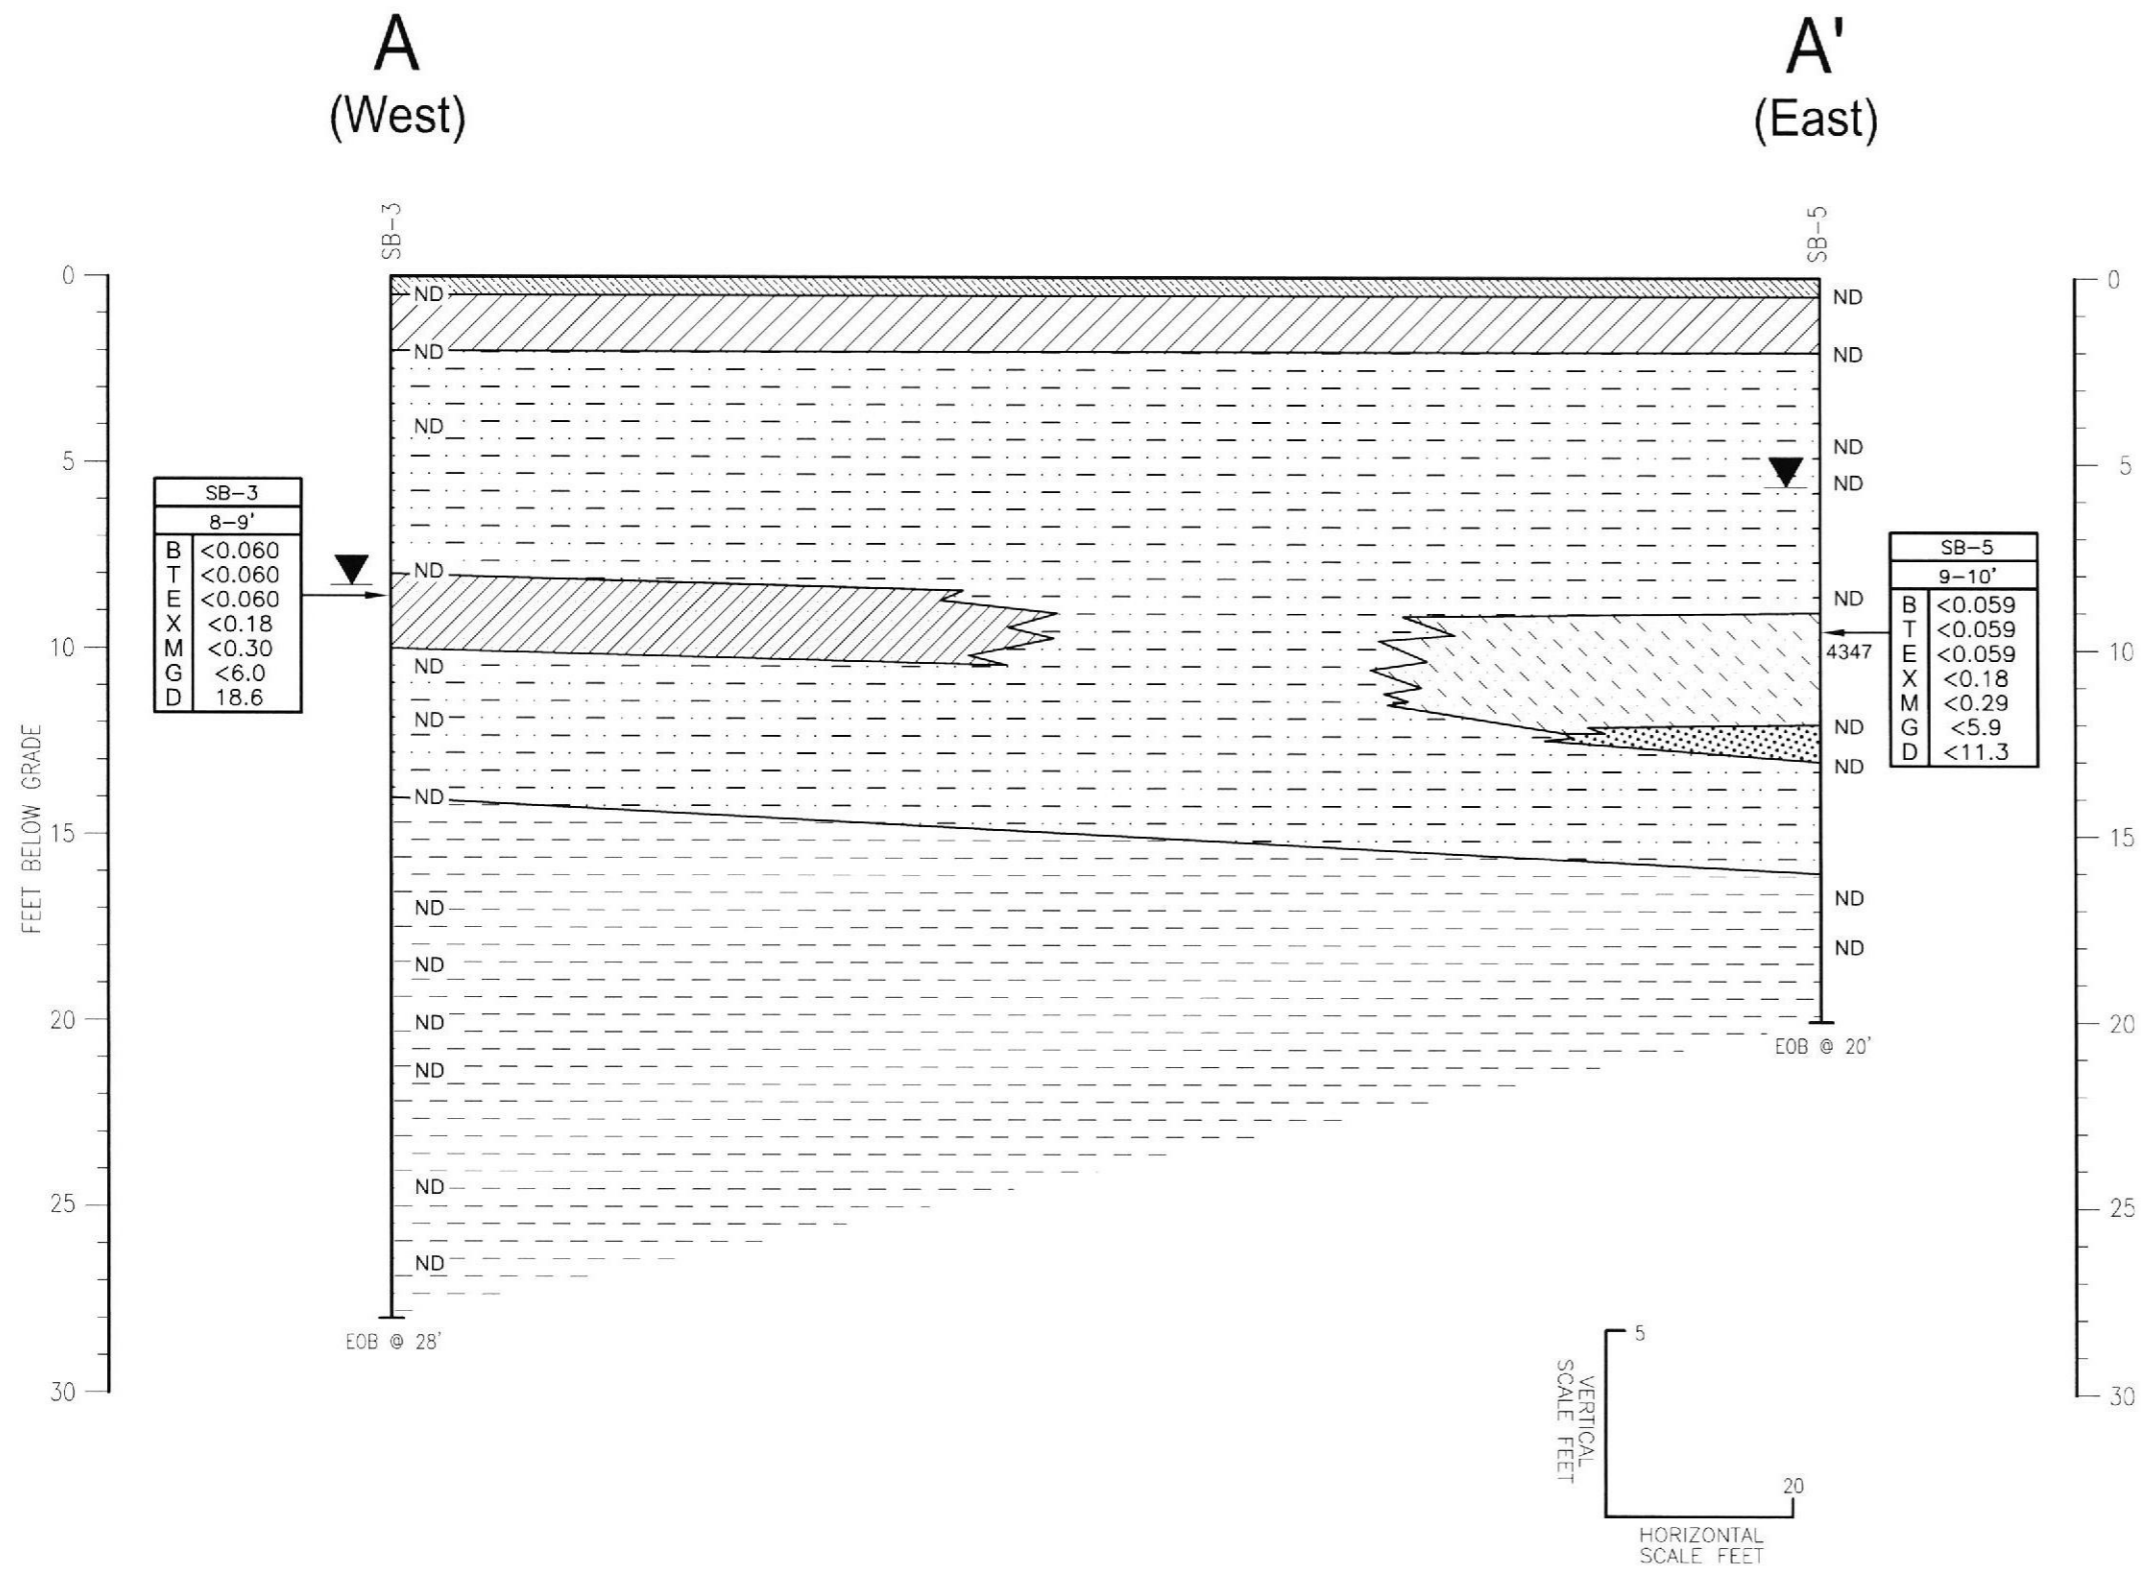 A
(West)
A'
(East)
SB-3
SB-5
0
5
10
15
20
25
30
FEET BELOW GRADE
SB-3
8-9'
B <0.060
T <0.060
E <0.060
X <0.18
M <0.30
G <6.0
D 18.6
ND
ND
ND
ND
ND
ND
ND
ND
ND
ND
ND
ND
ND
EOB @ 28'
ND
ND
ND
ND
ND
4347
ND
ND
ND
ND
EOB @ 20'
SB-5
9-10'
B <0.059
T <0.059
E <0.059
X <0.18
M <0.29
G <5.9
D <11.3
0
5
10
15
20
25
30
5
VERTICAL
SCALE FEET
20
HORIZONTAL
SCALE FEET